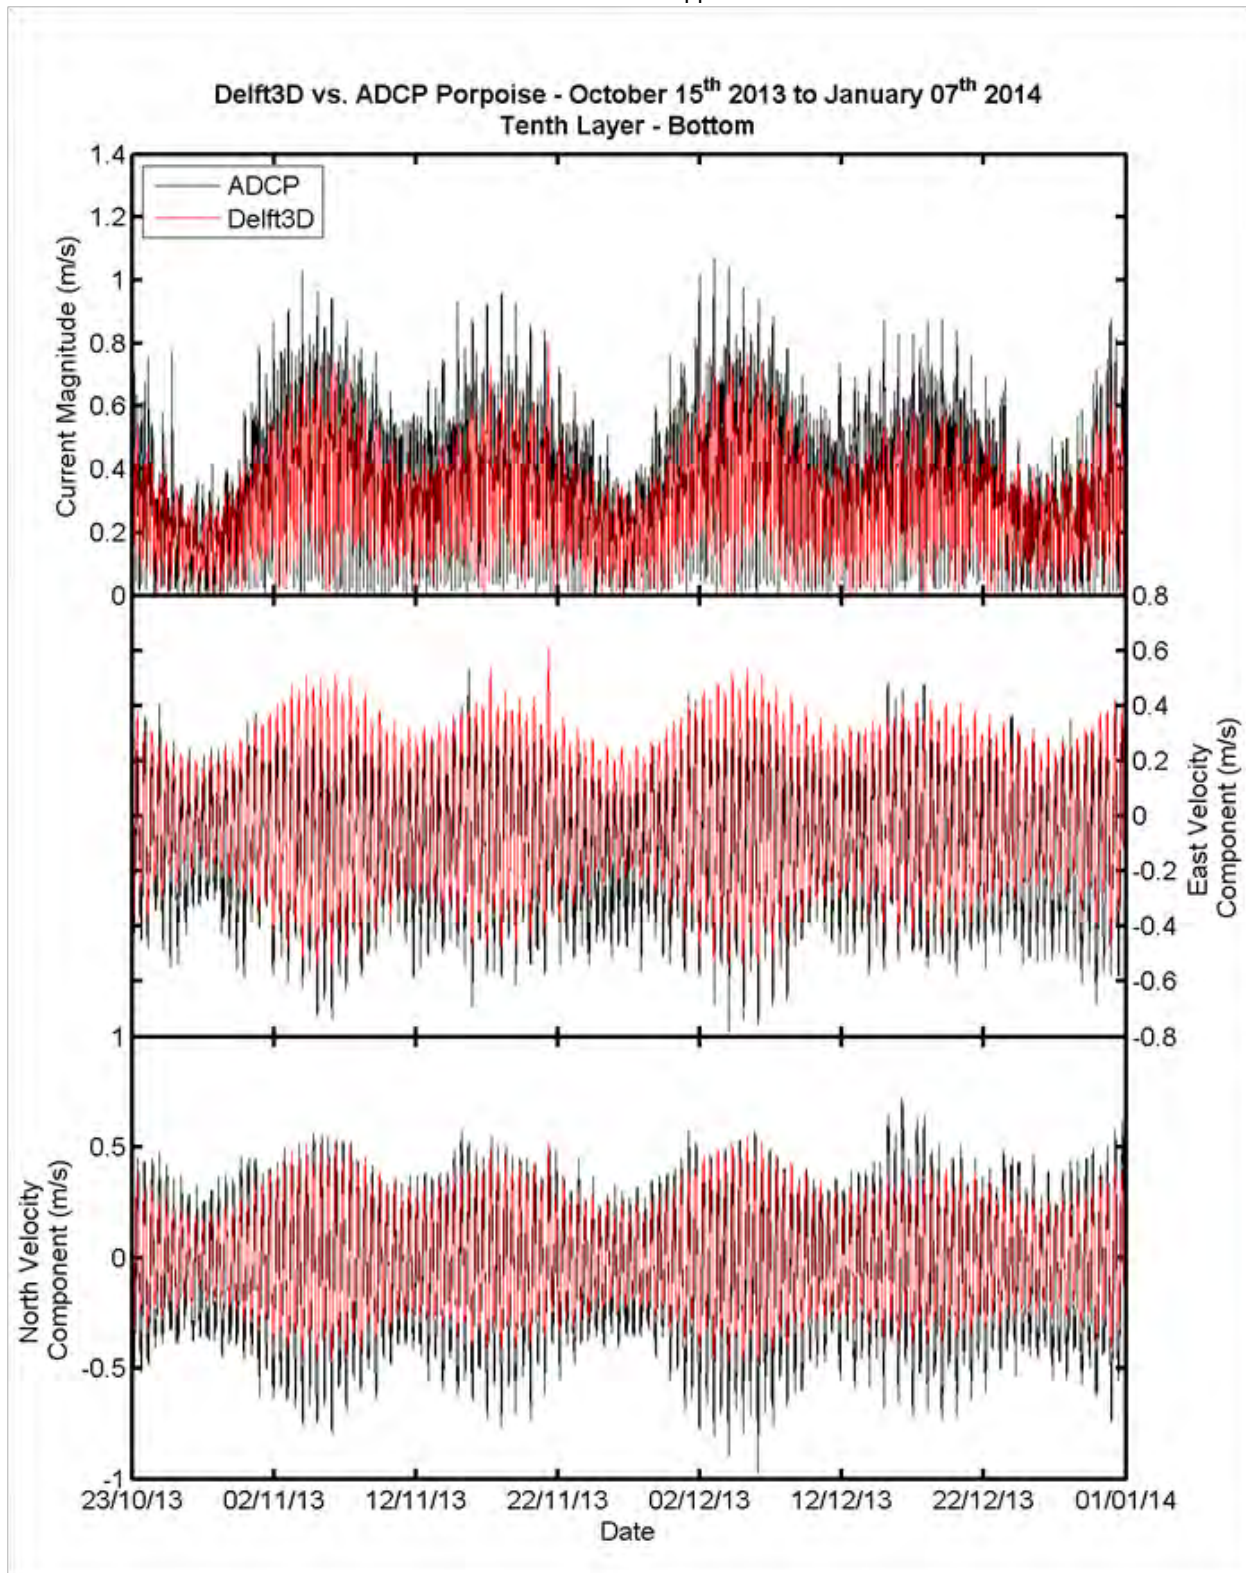 Delft3D vs. ADCP Porpoise - October 15th 2013 to January 07th 2014
Tenth Layer - Bottom
1.4
1.2
1
0.8
0.6
0.4
0.2
0
Current Magnitude (m/s)
ADCP
Delft3D
0.8
0.6
0.4
0.2
0
-0.2
-0.4
-0.6
-0.8
East Velocity
Component (m/s)
1
0.5
0
-0.5
-1
North Velocity
Component (m/s)
23/10/13 02/11/13 12/11/13 22/11/13 02/12/13 12/12/13 22/12/13 01/01/14
Date